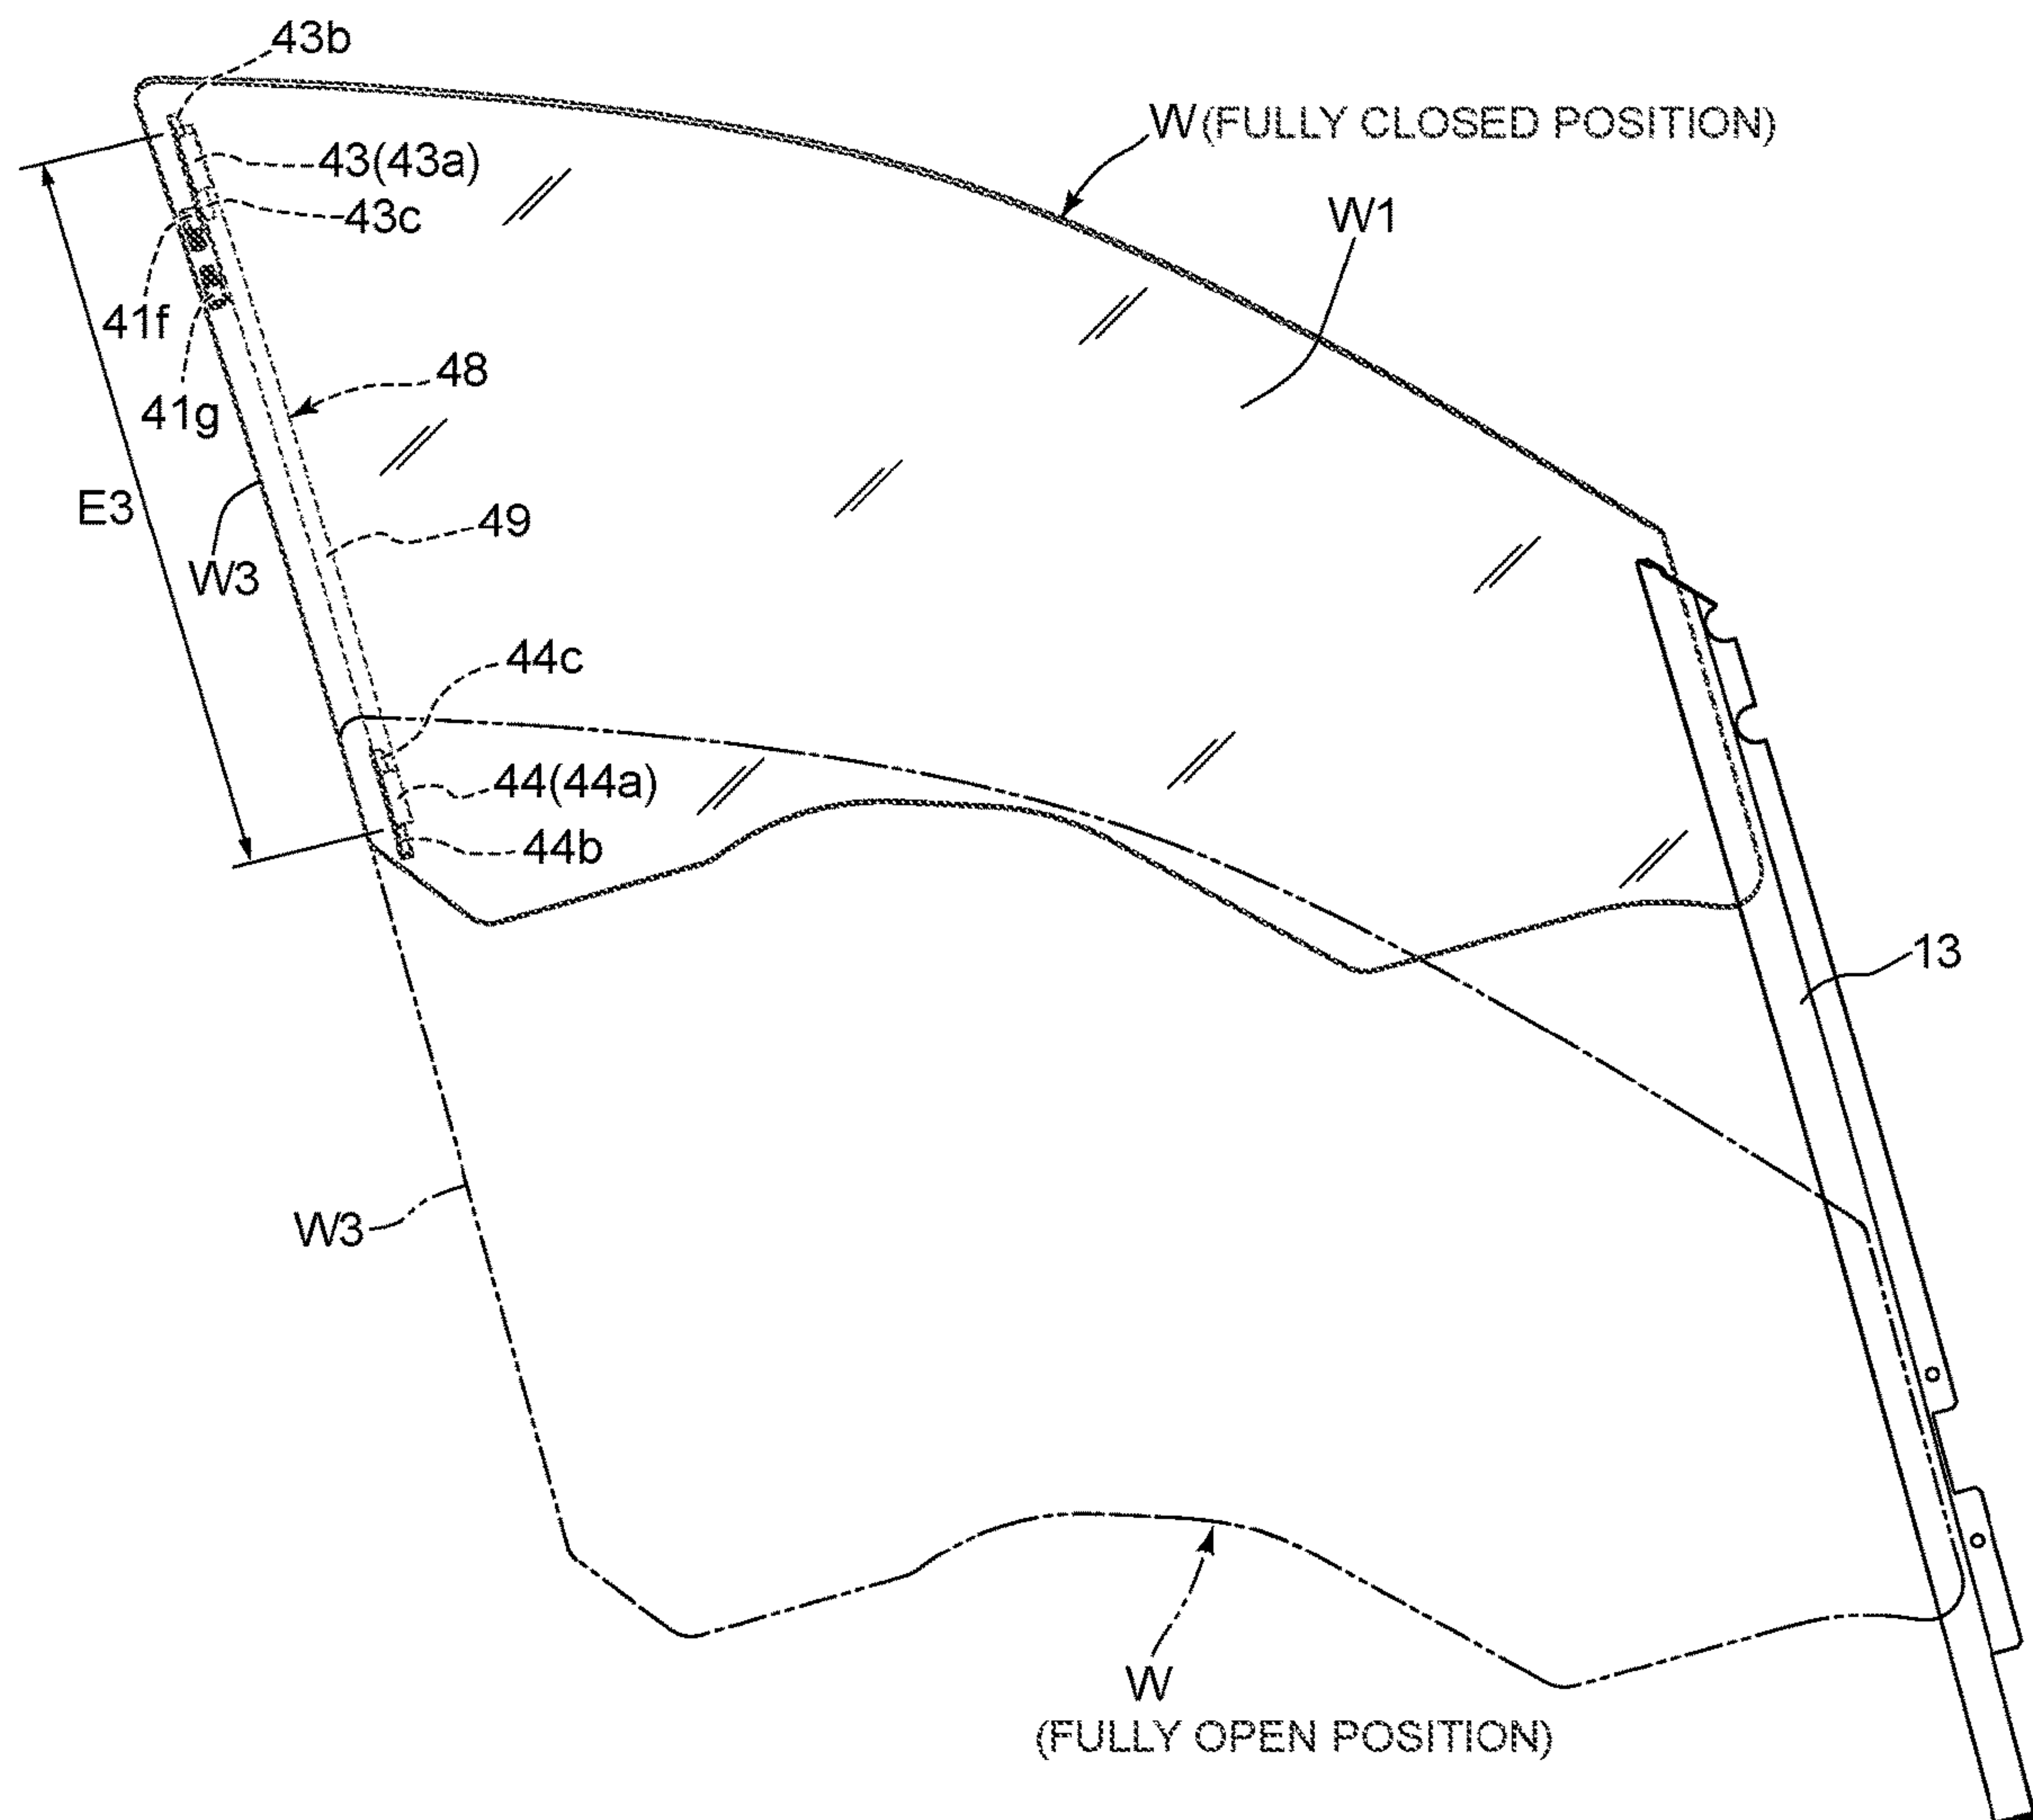 43b
W (FULLY CLOSED POSITION)
43(43a)
W1
43c
41f
48
41g
E3
49
W3
44c
44(44a)
44b
13
W3
W
(FULLY OPEN POSITION)